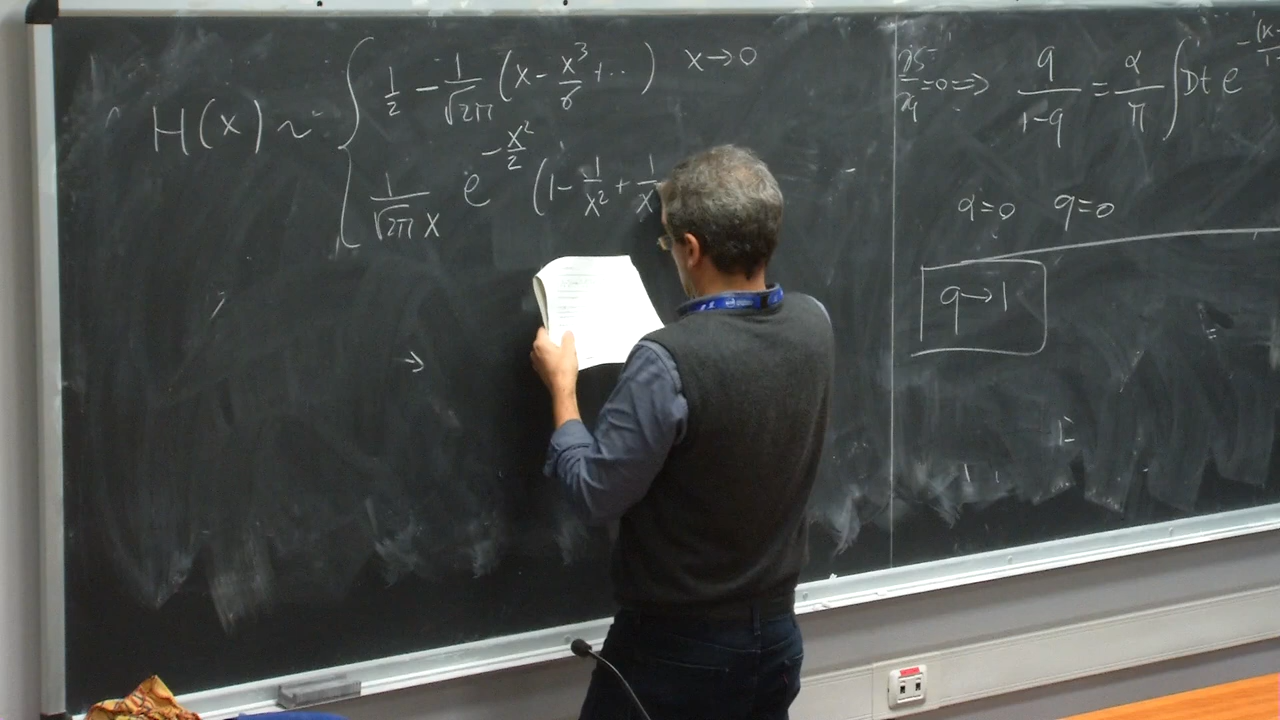 H(x) ~ { 1/2 - 1/√2π (x - x³/6 + ...) x→0
1/√2π x e^{-x²/2} (1 - 1/x² + 1/x
=0 ⇒ q/1-q = α/π ∫Dt e^-
α=0 q=0
q→1